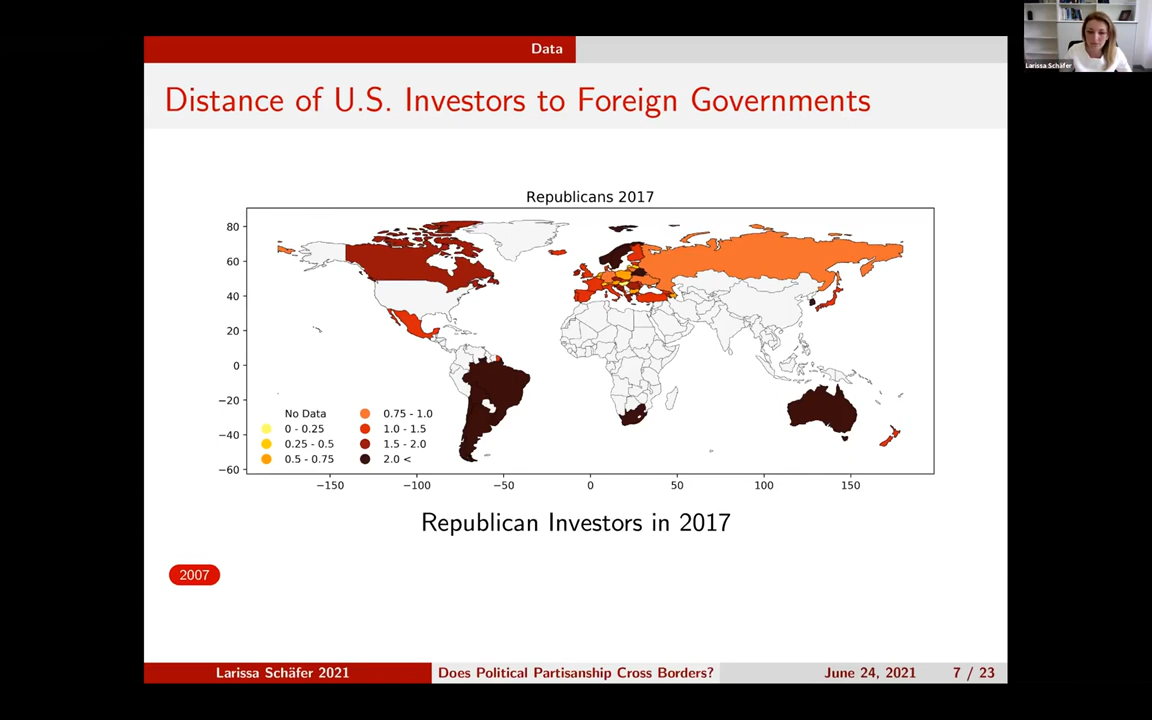 Data
Larissa Schäfer
Distance of U.S. Investors to Foreign Governments
Republicans 2017
80
60
40
20
0
−20
−40
−60
No Data
0 - 0.25
0.25 - 0.5
0.5 - 0.75
0.75 - 1.0
1.0 - 1.5
1.5 - 2.0
2.0 <
−150 −100 −50 0 50 100 150
Republican Investors in 2017
2007
Larissa Schäfer 2021 Does Political Partisanship Cross Borders? June 24, 2021 7 / 23